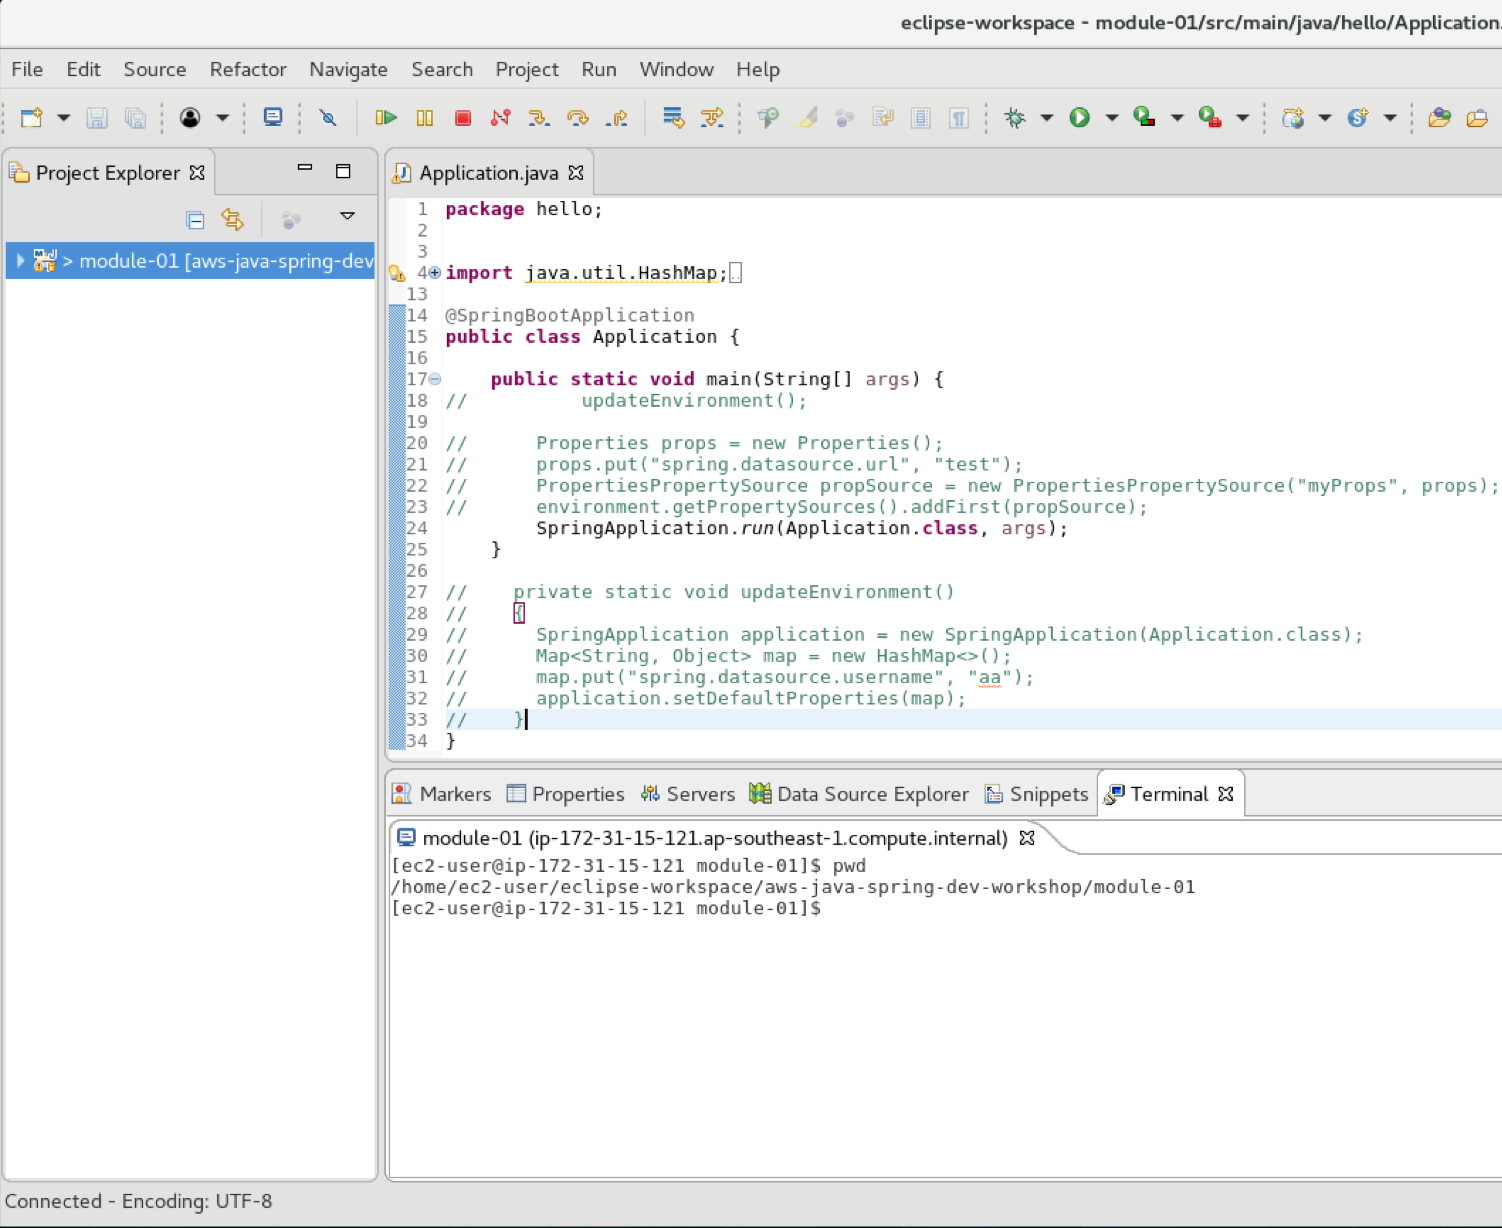 eclipse-workspace - module-01/src/main/java/hello/Application.
File Edit Source Refactor Navigate Search Project Run Window Help
Project Explorer
> module-01 [aws-java-spring-dev
Application.java
1 package hello;
2
3
4 import java.util.HashMap;
13
14 @SpringBootApplication
15 public class Application {
16
17     public static void main(String[] args) {
18 //          updateEnvironment();
19
20 //      Properties props = new Properties();
21 //      props.put("spring.datasource.url", "test");
22 //      PropertiesPropertySource propSource = new PropertiesPropertySource("myProps", props);
23 //      environment.getPropertySources().addFirst(propSource);
24         SpringApplication.run(Application.class, args);
25     }
26
27 //    private static void updateEnvironment()
28 //    {
29 //      SpringApplication application = new SpringApplication(Application.class);
30 //      Map<String, Object> map = new HashMap<>();
31 //      map.put("spring.datasource.username", "aa");
32 //      application.setDefaultProperties(map);
33 //    }
34 }
Markers Properties Servers Data Source Explorer Snippets Terminal
module-01 (ip-172-31-15-121.ap-southeast-1.compute.internal)
[ec2-user@ip-172-31-15-121 module-01]$ pwd
/home/ec2-user/eclipse-workspace/aws-java-spring-dev-workshop/module-01
[ec2-user@ip-172-31-15-121 module-01]$
Connected - Encoding: UTF-8